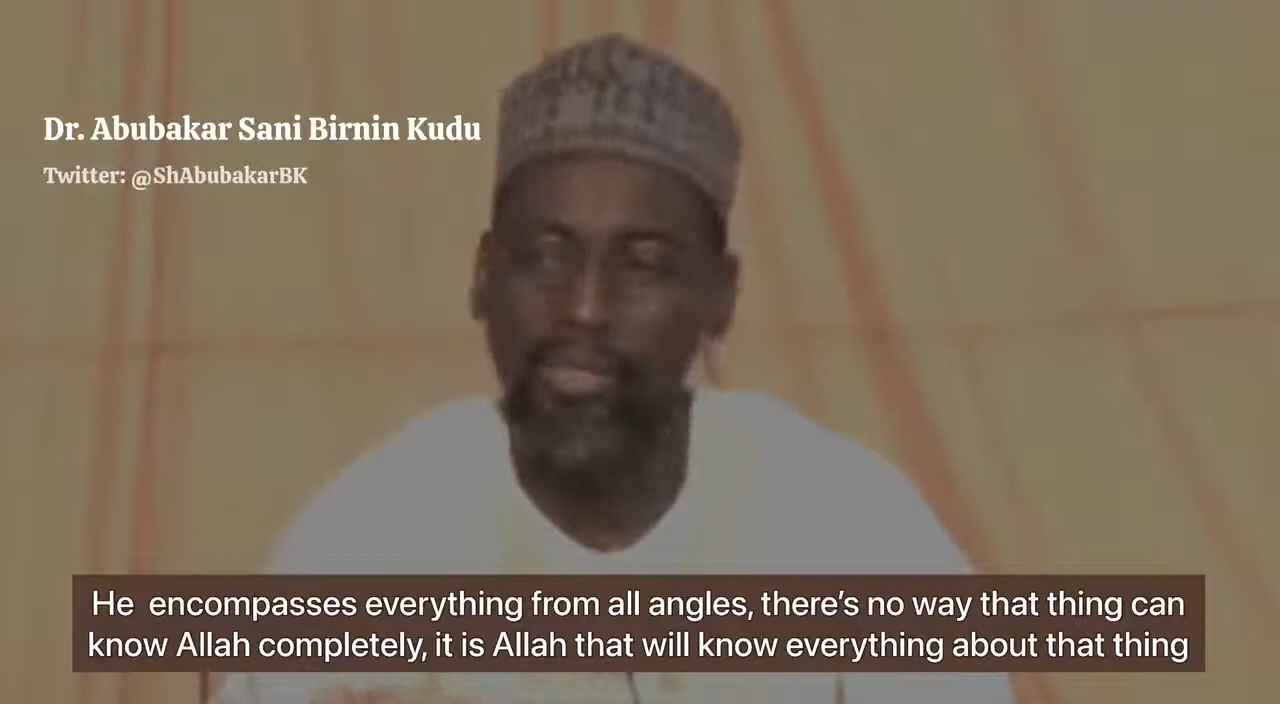 Dr. Abubakar Sani Birnin Kudu
Twitter: @ShAbubakarBK
He encompasses everything from all angles, there's no way that thing can
know Allah completely, it is Allah that will know everything about that thing